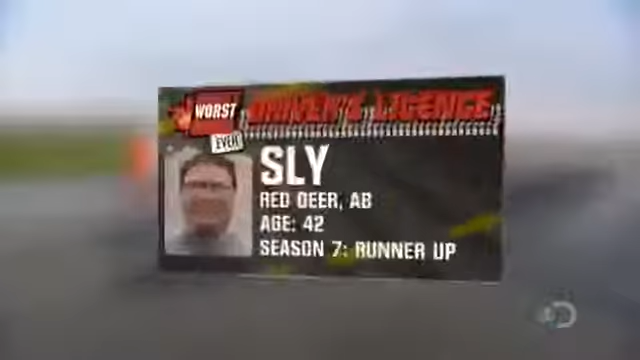 WORST
DRIVER'S LICENCE
EVER!
SLY
RED DEER, AB
AGE: 42
SEASON 7: RUNNER UP
D